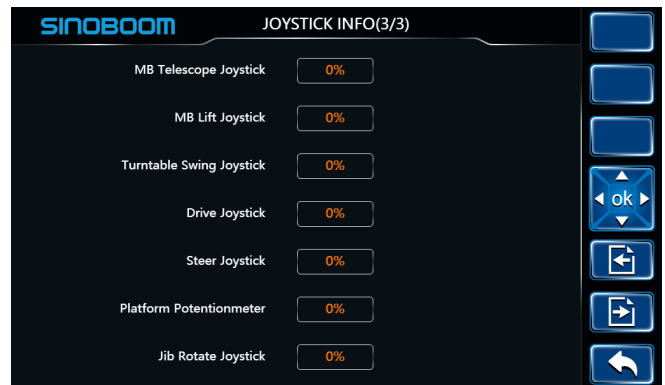 SINOBOOM JOYSTICK INFO(3/3)
MB Telescope Joystick 0%
MB Lift Joystick 0%
Turntable Swing Joystick 0%
ok
Drive Joystick 0%
Steer Joystick 0%
Platform Potentionmeter 0%
Jib Rotate Joystick 0%